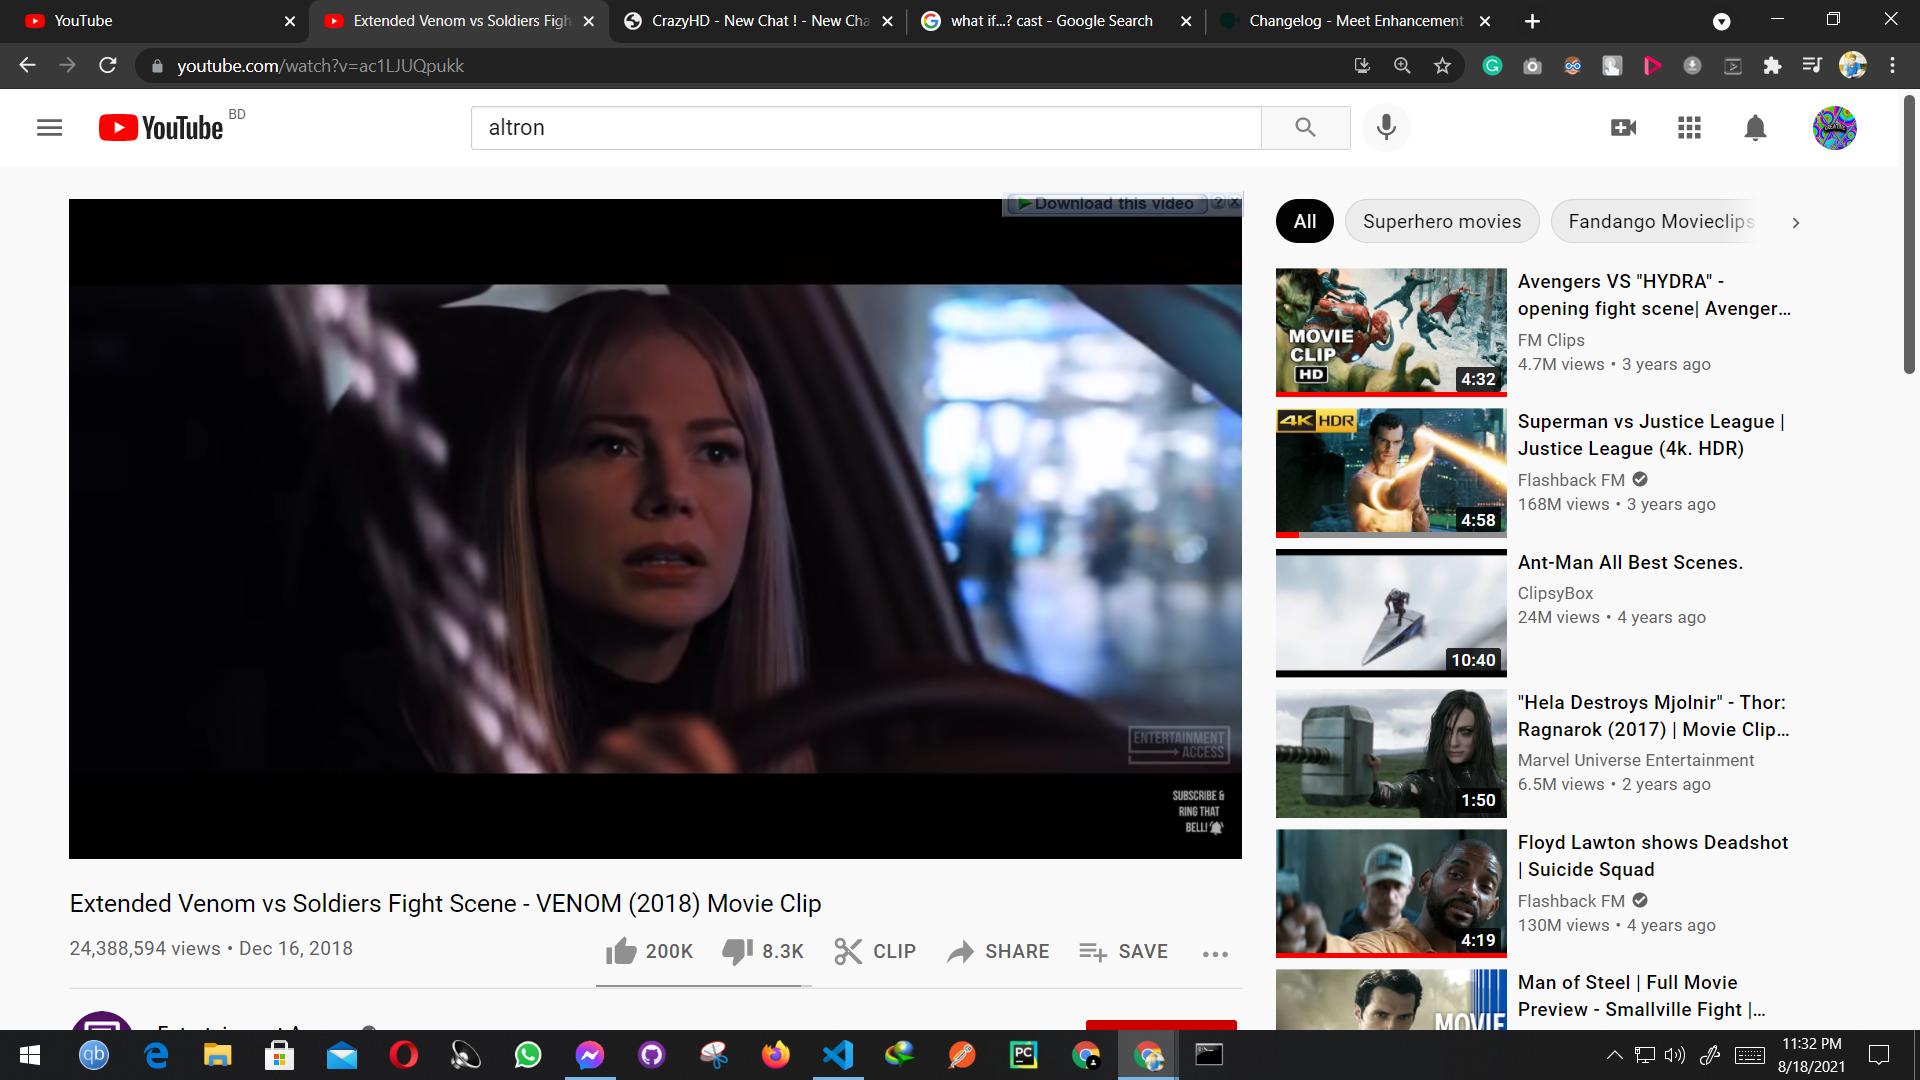 YouTube
Extended Venom vs Soldiers Figh
CrazyHD - New Chat ! - New Cha
what if...? cast - Google Search
Changelog - Meet Enhancement
youtube.com/watch?v=ac1LJUQpukk
YouTube BD
altron
Download this video
All
Superhero movies
Fandango Movieclips
MOVIE
CLIP
HD
4:32
Avengers VS "HYDRA" -
opening fight scene| Avenger...
FM Clips
4.7M views • 3 years ago
4K HDR
4:58
Superman vs Justice League |
Justice League (4k. HDR)
Flashback FM
168M views • 3 years ago
10:40
Ant-Man All Best Scenes.
ClipsyBox
24M views • 4 years ago
1:50
"Hela Destroys Mjolnir" - Thor:
Ragnarok (2017) | Movie Clip...
Marvel Universe Entertainment
6.5M views • 2 years ago
4:19
Floyd Lawton shows Deadshot
| Suicide Squad
Flashback FM
130M views • 4 years ago
MOVIE
Man of Steel | Full Movie
Preview - Smallville Fight |...
ENTERTAINMENT
ACCESS
SUBSCRIBE &
RING THAT
BELL!
Extended Venom vs Soldiers Fight Scene - VENOM (2018) Movie Clip
24,388,594 views • Dec 16, 2018
200K
8.3K
CLIP
SHARE
SAVE
qb
PC
11:32 PM
8/18/2021